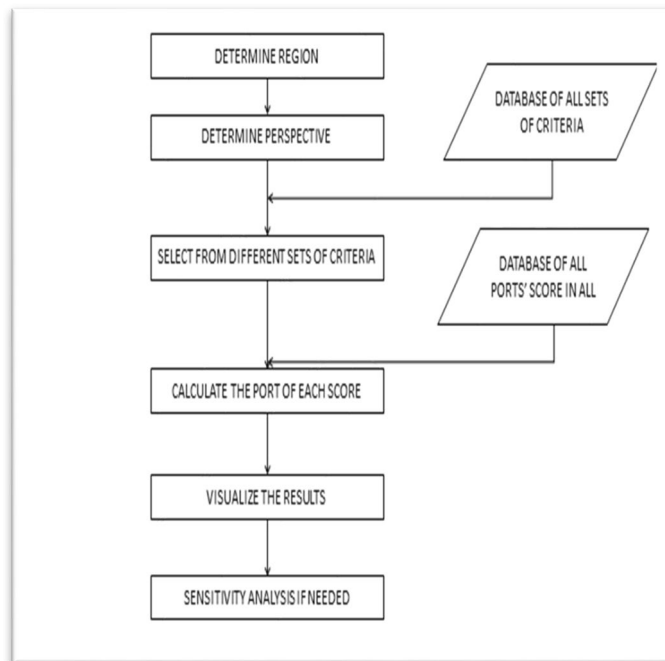 DETERMINE REGION
DATABASE OF ALL SETS
OF CRITERIA
DETERMINE PERSPECTIVE
SELECT FROM DIFFERENT SETS OF CRITERIA
DATABASE OF ALL
PORTS' SCORE IN ALL
CALCULATE THE PORT OF EACH SCORE
VISUALIZE THE RESULTS
SENSITIVITY ANALYSIS IF NEEDED